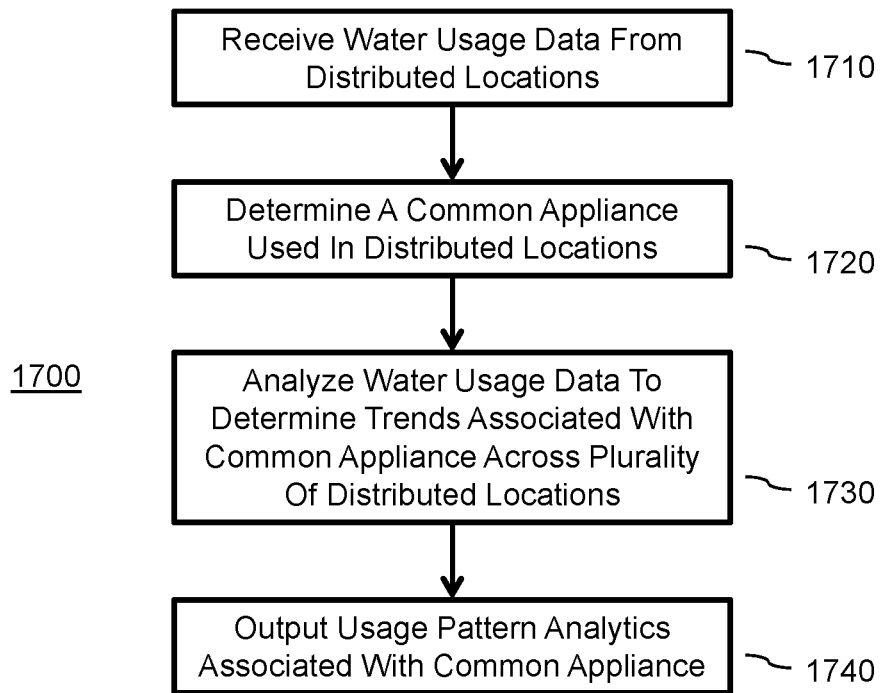 Receive Water Usage Data From
Distributed Locations
1710
Determine A Common Appliance
Used In Distributed Locations
1720
1700
Analyze Water Usage Data To
Determine Trends Associated With
Common Appliance Across Plurality
Of Distributed Locations
1730
Output Usage Pattern Analytics
Associated With Common Appliance
1740